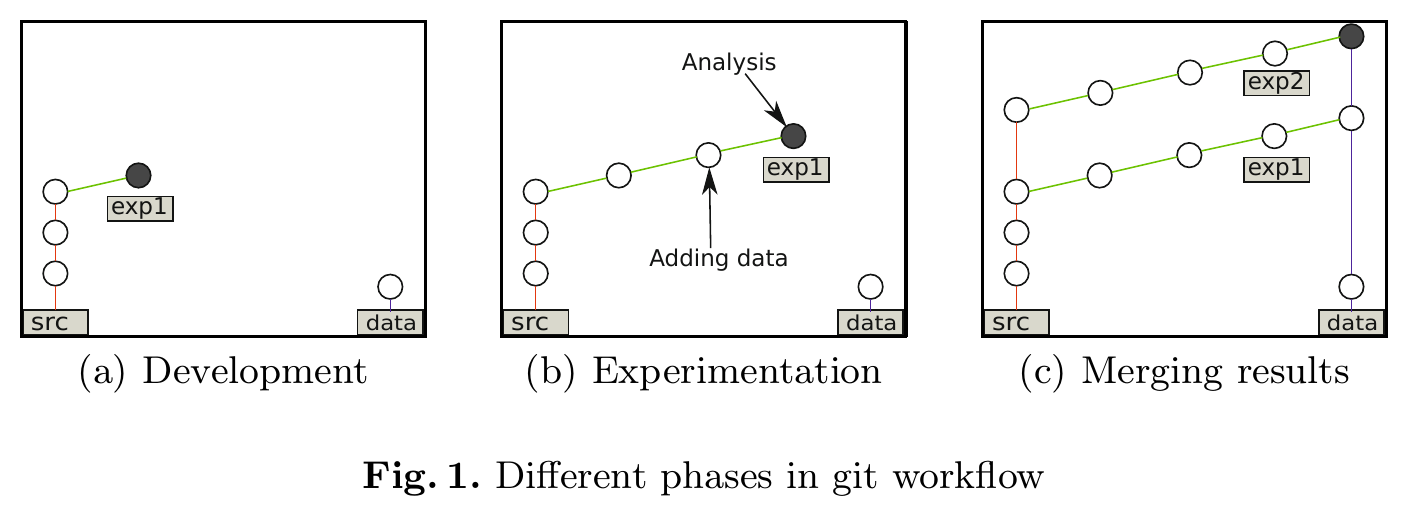 exp1
src
data
(a) Development
Analysis
exp1
Adding data
src
data
(b) Experimentation
exp2
exp1
src
data
(c) Merging results
Fig. 1. Different phases in git workflow